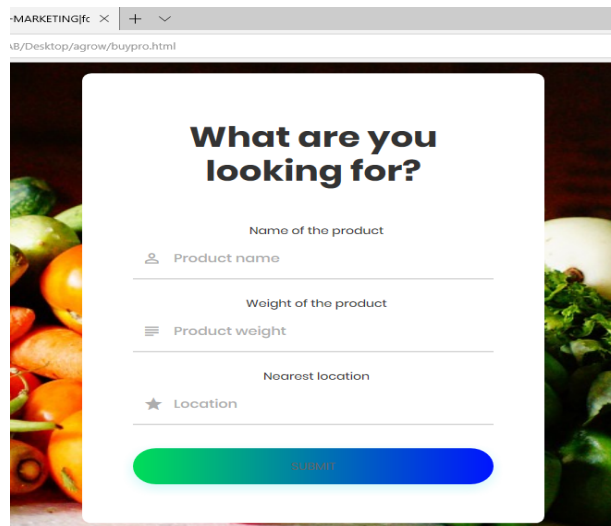 -MARKETING|fc
AB/Desktop/agrow/buypro.html
What are you
looking for?
Name of the product
Product name
Weight of the product
Product weight
Nearest location
Location
SUBMIT